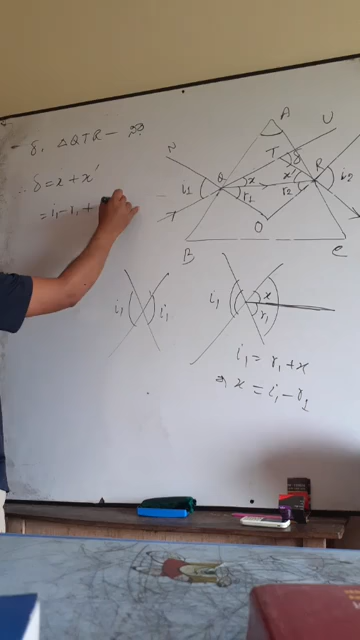 δ, ΔQTR -
∴ δ = x + x'
= i₁ - r₁ +
A
U
N
T
δ
Q
x
x'
R
i₁
r₁
r₂
i₂
O
B
C
i₁
i₁
i₁
x
r₁
i₁ = r₁ + x
⇒ x = i₁ - r₁